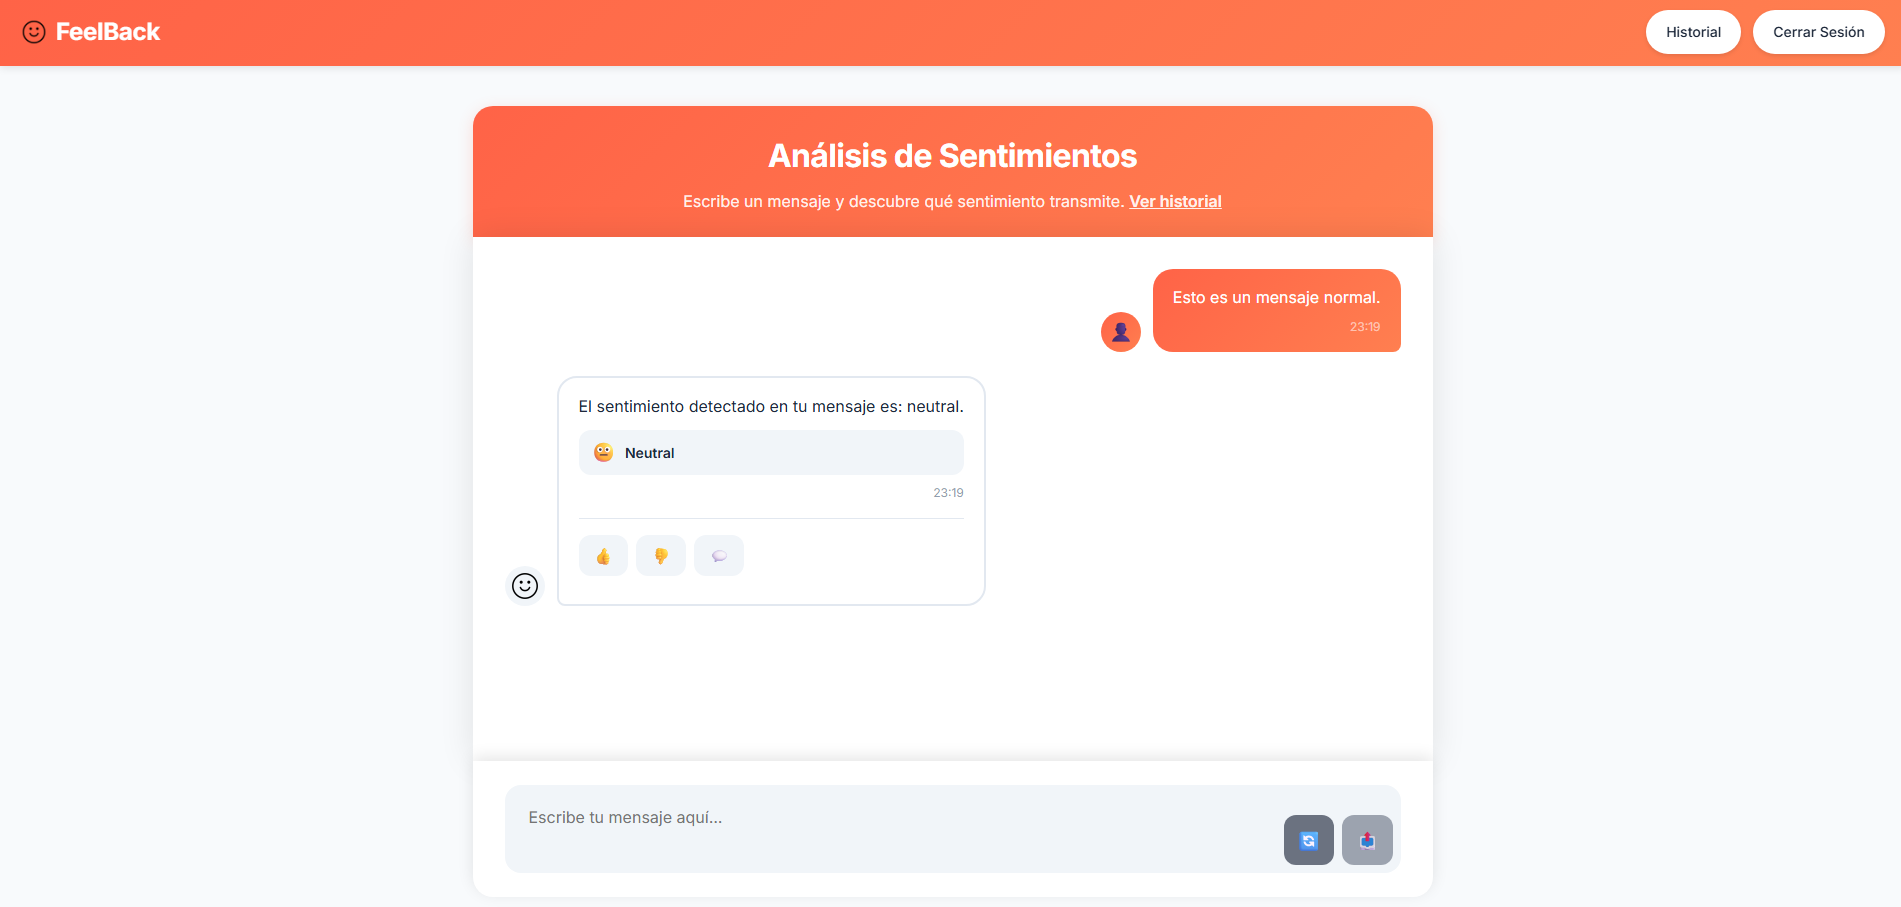 FeelBack
Historial
Cerrar Sesión
Análisis de Sentimientos
Escribe un mensaje y descubre qué sentimiento transmite. Ver historial
Esto es un mensaje normal.
23:19
El sentimiento detectado en tu mensaje es: neutral.
Neutral
23:19
Escribe tu mensaje aquí...